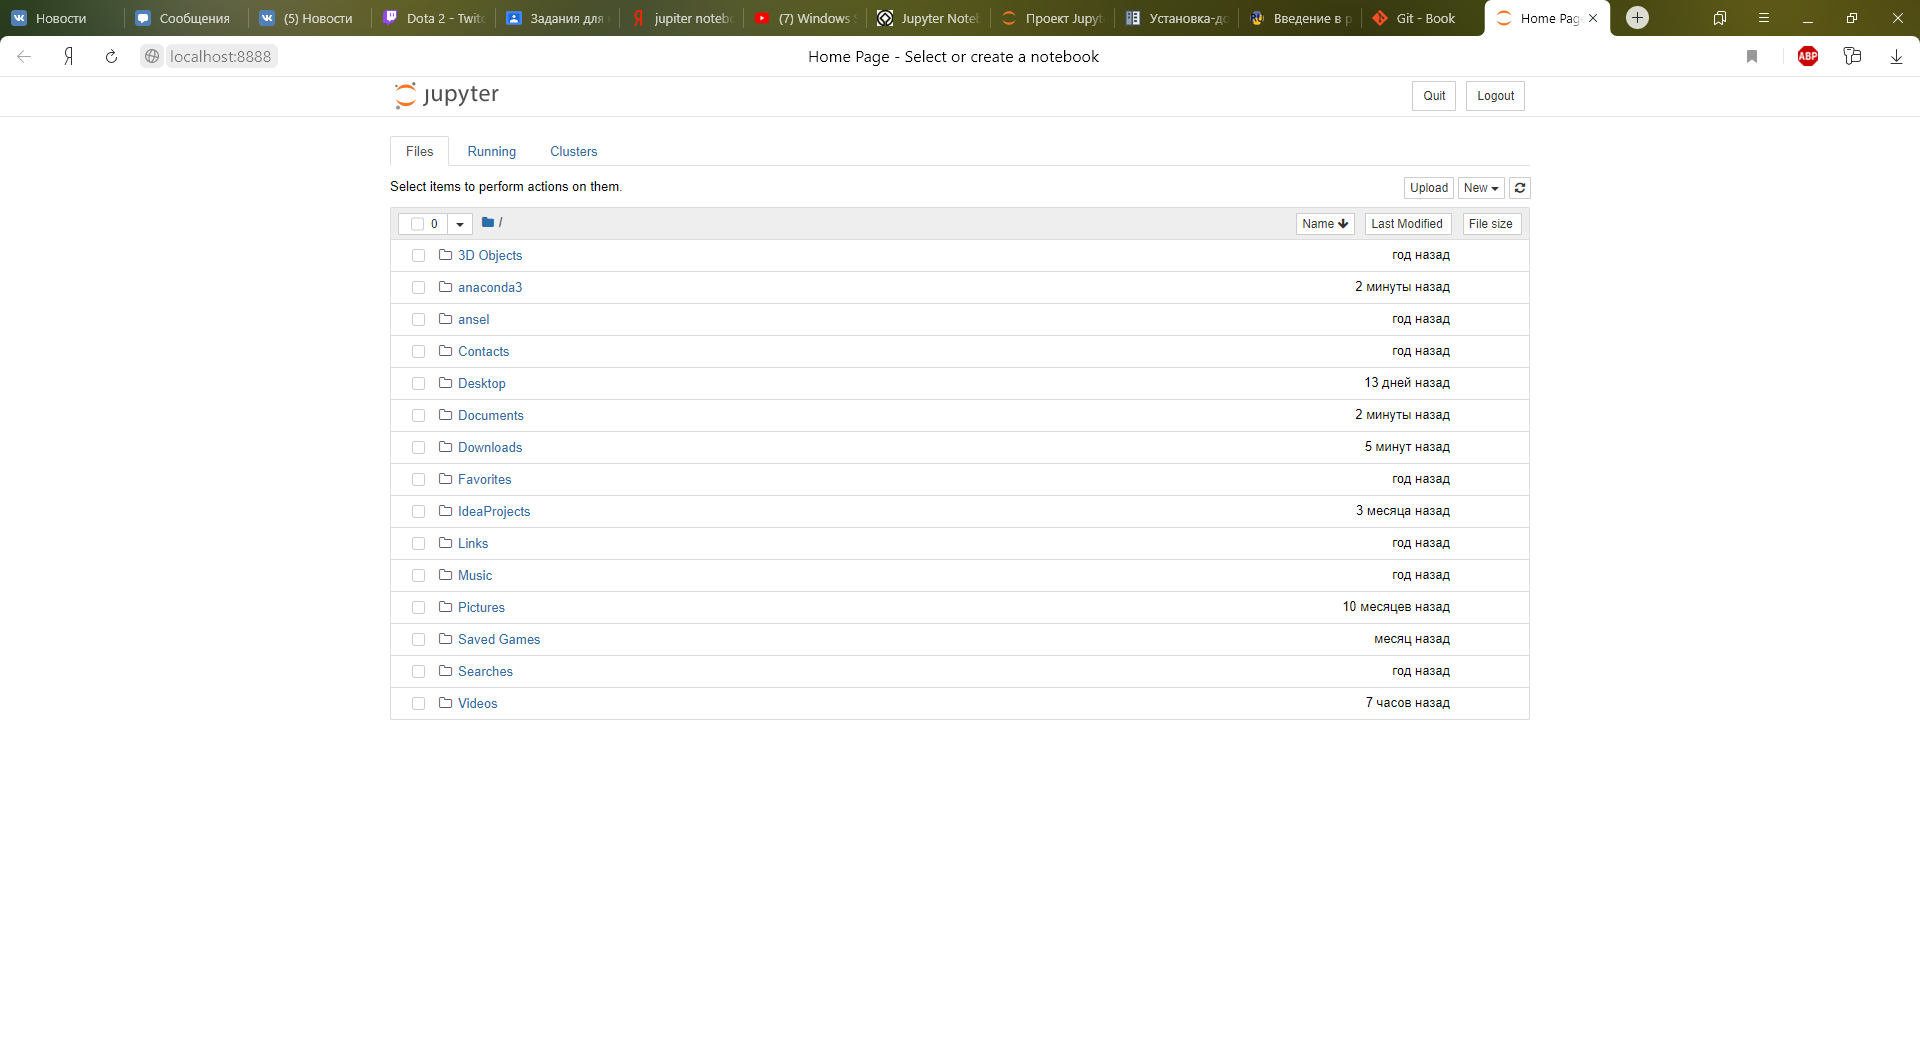 Новости Сообщения (5) Новости Dota 2 - Twitc Задания для jupiter notebo (7) Windows Jupyter Note Проект Jupyt Установка-до Введение в р Git - Book Home Pag
localhost:8888 Home Page - Select or create a notebook ABP
jupyter Quit Logout
Files Running Clusters
Select items to perform actions on them. Upload New
0 / Name Last Modified File size
3D Objects год назад
anaconda3 2 минуты назад
ansel год назад
Contacts год назад
Desktop 13 дней назад
Documents 2 минуты назад
Downloads 5 минут назад
Favorites год назад
IdeaProjects 3 месяца назад
Links год назад
Music год назад
Pictures 10 месяцев назад
Saved Games месяц назад
Searches год назад
Videos 7 часов назад